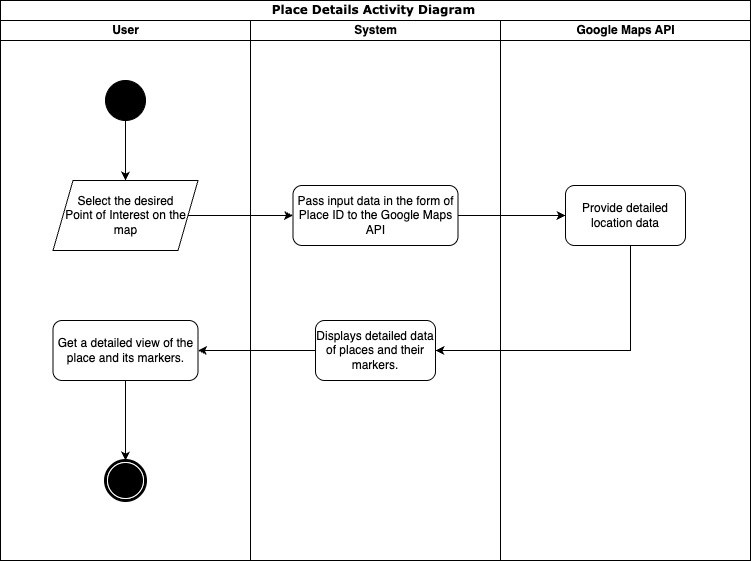 Place Details Activity Diagram
User
System
Google Maps API
Select the desired
Point of Interest on the
map
Pass input data in the form of
Place ID to the Google Maps
API
Provide detailed
location data
Get a detailed view of the
place and its markers.
Displays detailed data
of places and their
markers.